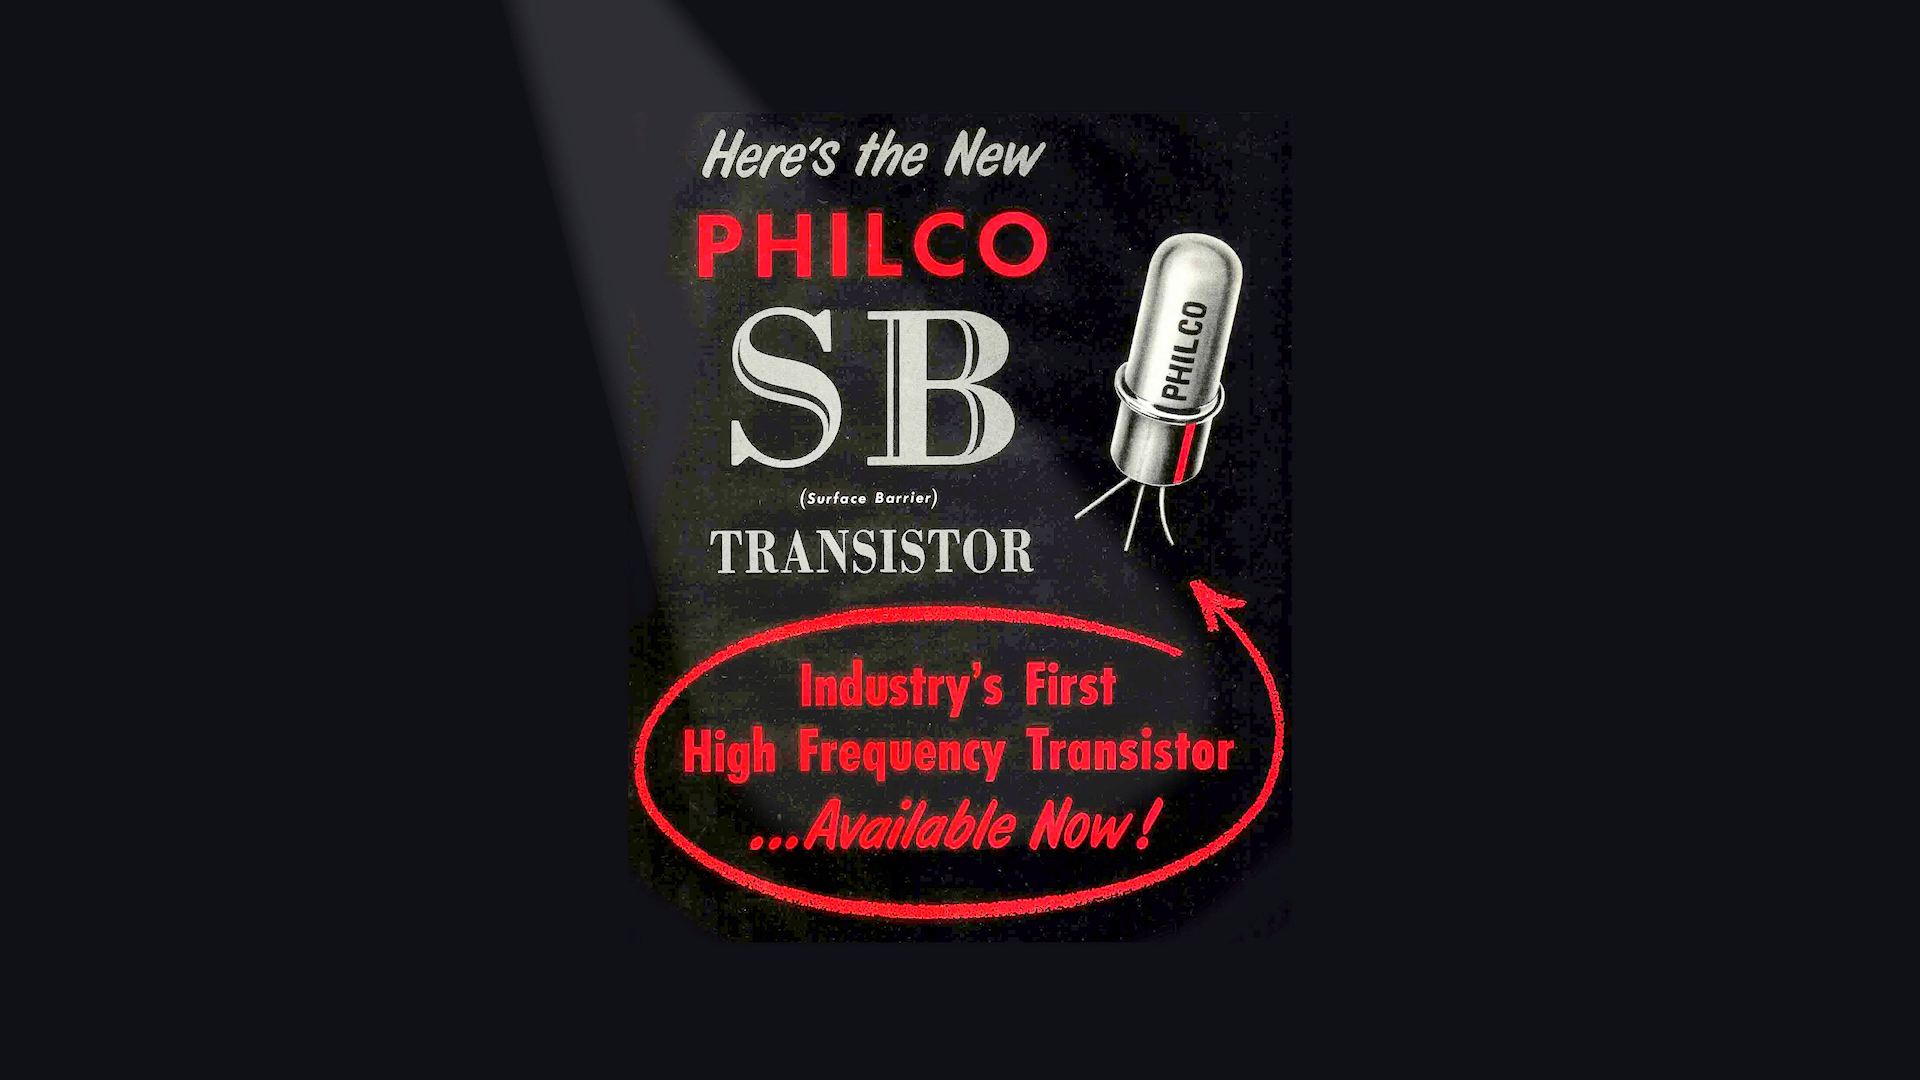 Here's the New
PHILCO
SB
(Surface Barrier)
TRANSISTOR
PHILCO
Industry's First
High Frequency Transistor
...Available Now!